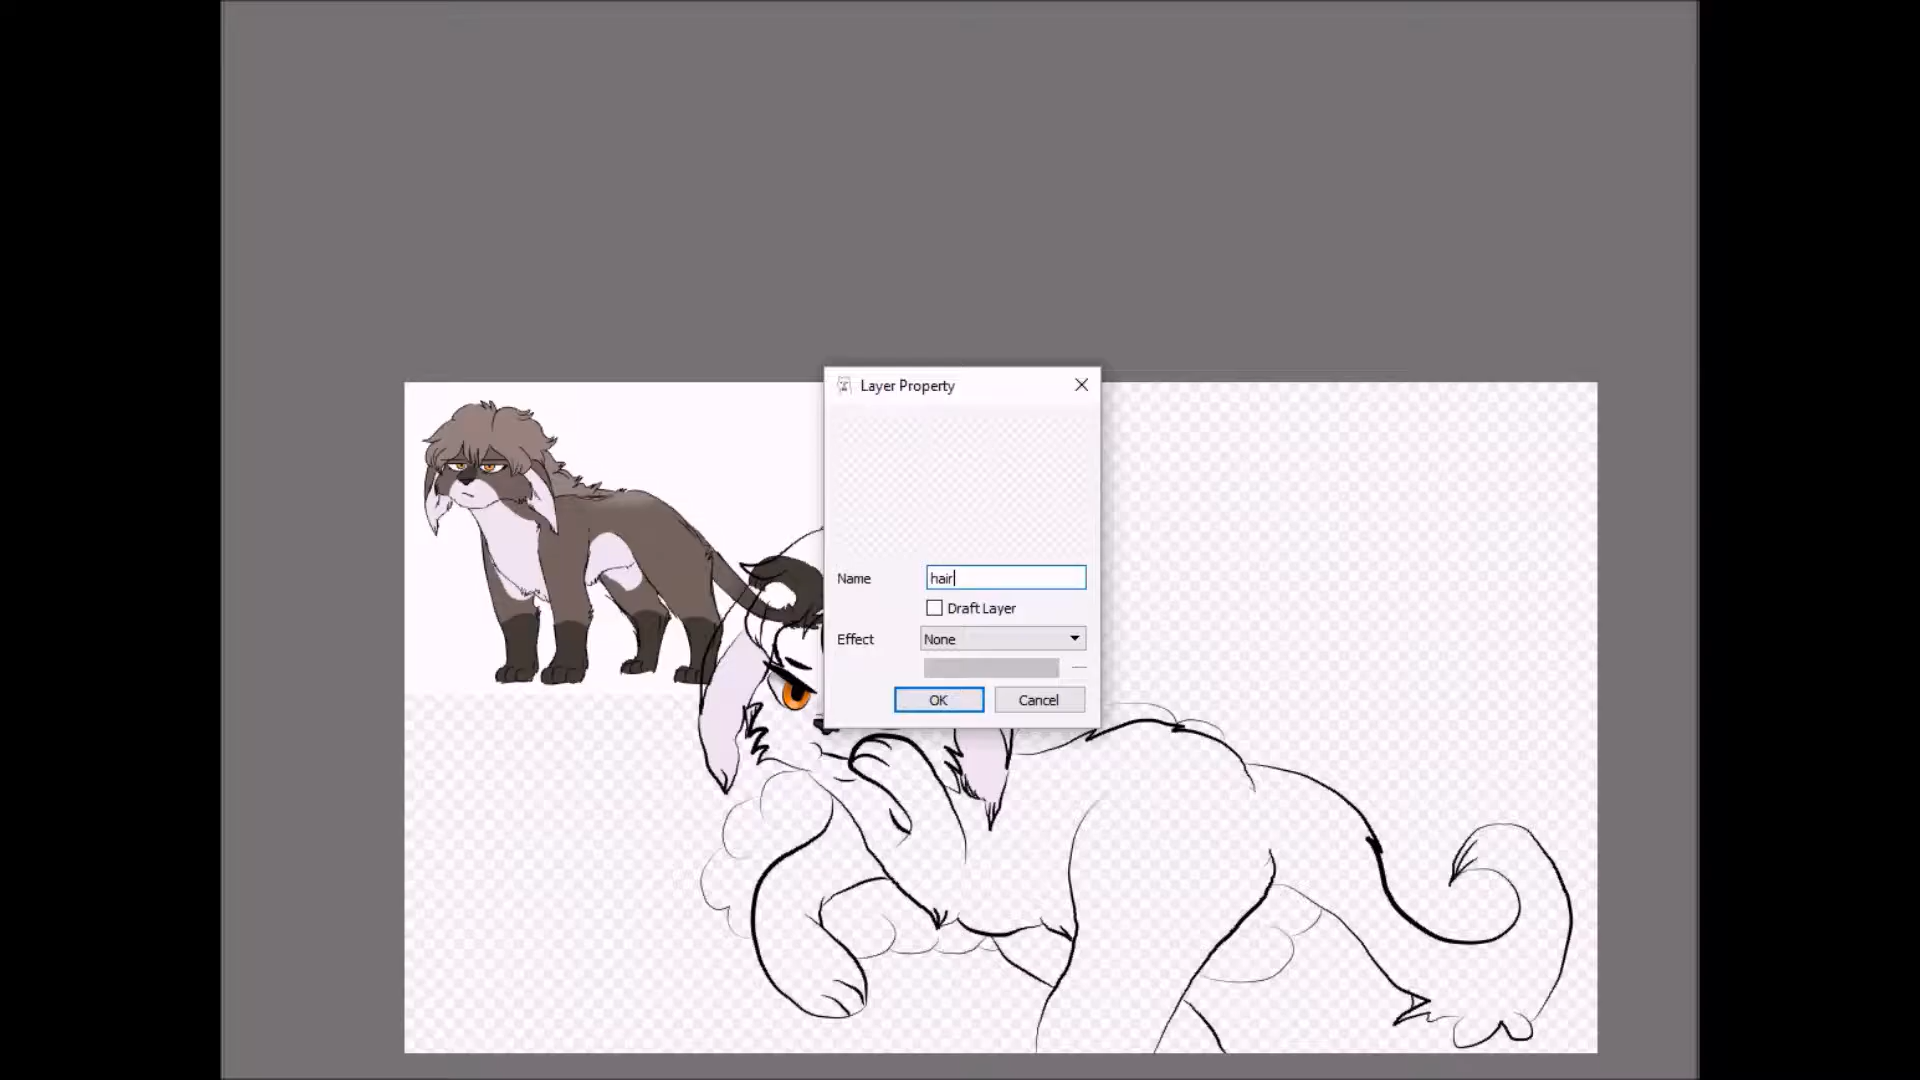 Layer Property
Name hair
Draft Layer
Effect None
OK Cancel